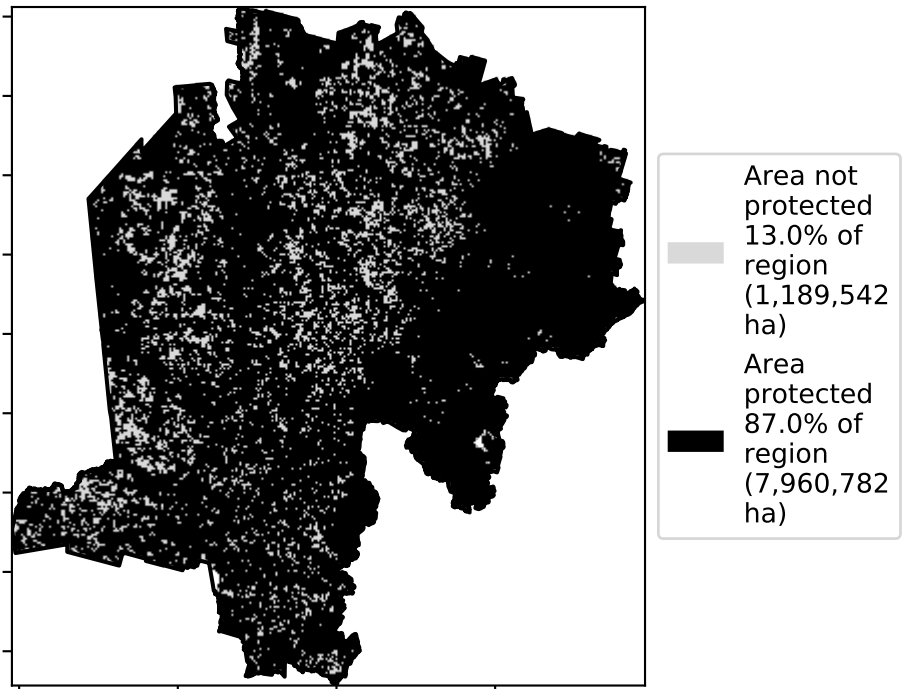 Area not
protected
13.0% of
region
(1,189,542
ha)
Area
protected
87.0% of
region
(7,960,782
ha)